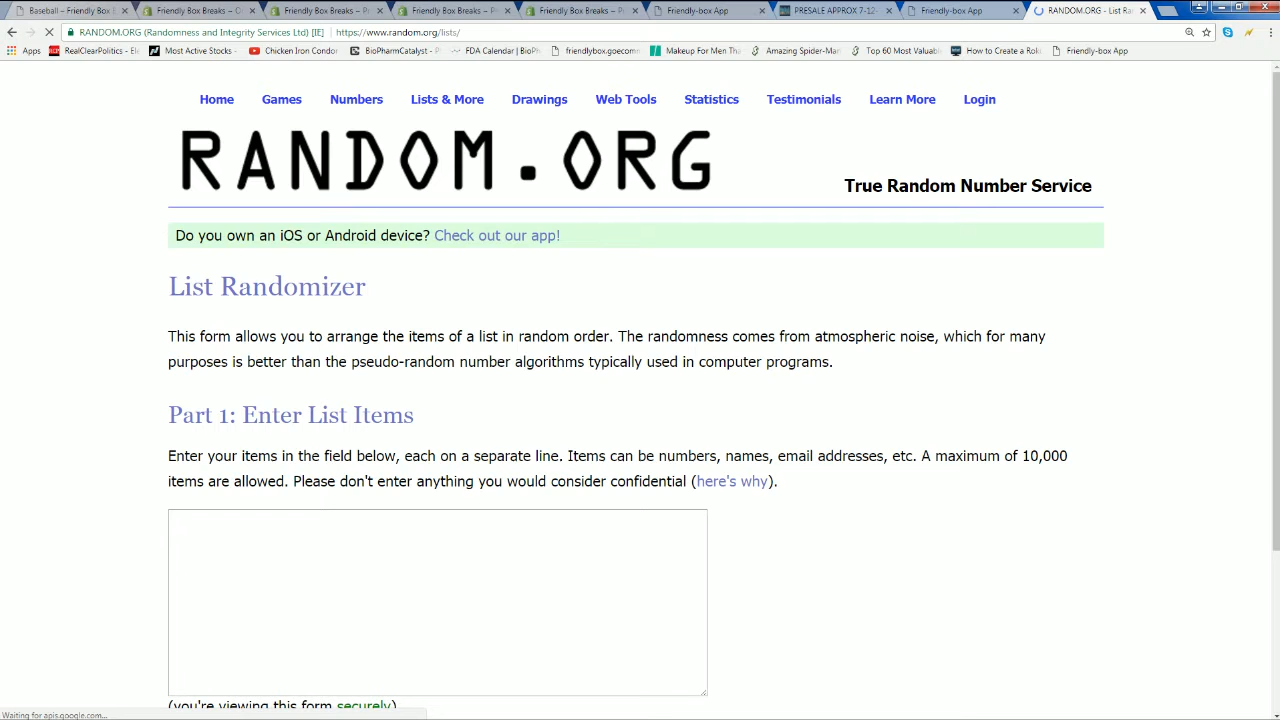 Baseball – Friendly Box
Friendly Box Breaks ~ O
Friendly Box Breaks ~ Pr
Friendly Box Breaks ~ P
Friendly Box Breaks ~ Pr
Friendly-box App
PRESALE APPROX 7-12-
Friendly-box App
RANDOM.ORG - List Ra
RANDOM.ORG (Randomness and Integrity Services Ltd) [IE]
https://www.random.org/lists/
Apps
RealClearPolitics - Ele
Most Active Stocks -
Chicken Iron Condor
BioPharmCatalyst -
FDA Calendar | BioPh
friendlybox.goecom
Makeup For Men Tha
Amazing Spider-Man
Top 60 Most Valuable
How to Create a Roku
Friendly-box App
Home Games Numbers Lists & More Drawings Web Tools Statistics Testimonials Learn More Login
RANDOM.ORG
True Random Number Service
Do you own an iOS or Android device? Check out our app!
List Randomizer
This form allows you to arrange the items of a list in random order. The randomness comes from atmospheric noise, which for many
purposes is better than the pseudo-random number algorithms typically used in computer programs.
Part 1: Enter List Items
Enter your items in the field below, each on a separate line. Items can be numbers, names, email addresses, etc. A maximum of 10,000
items are allowed. Please don't enter anything you would consider confidential (here's why).
(you're viewing this form securely)
Waiting for apis.google.com...